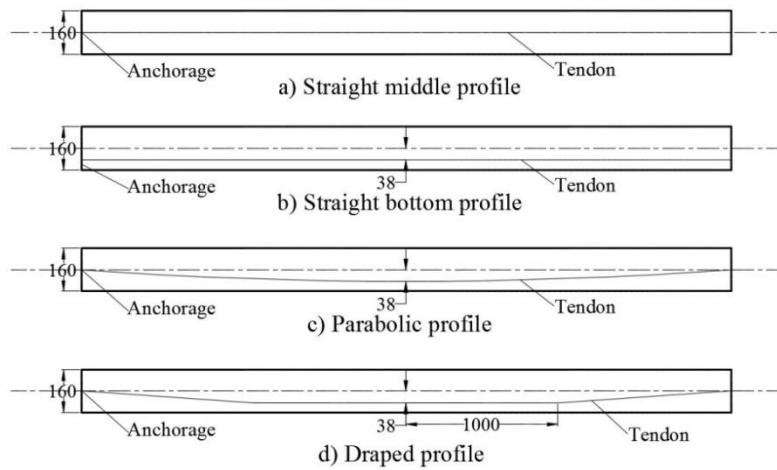 160
Anchorage
Tendon
a) Straight middle profile
160
Anchorage
38
Tendon
b) Straight bottom profile
160
38
Anchorage
Tendon
c) Parabolic profile
160
38
1000
Anchorage
Tendon
d) Draped profile